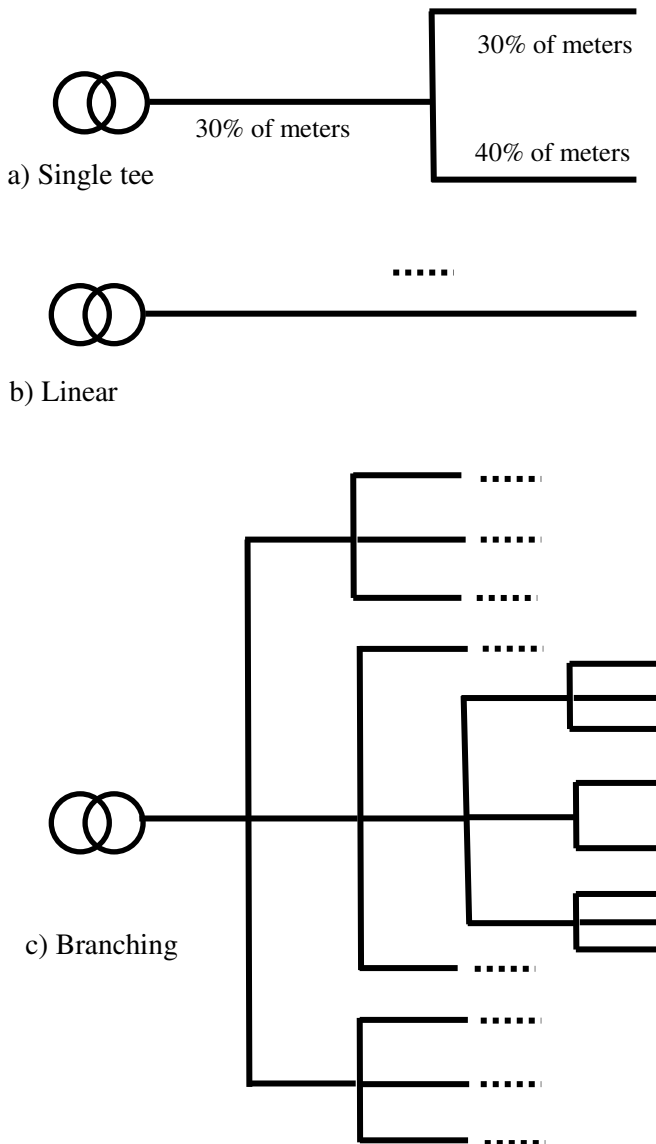 30% of meters
30% of meters
40% of meters
a) Single tee
b) Linear
c) Branching